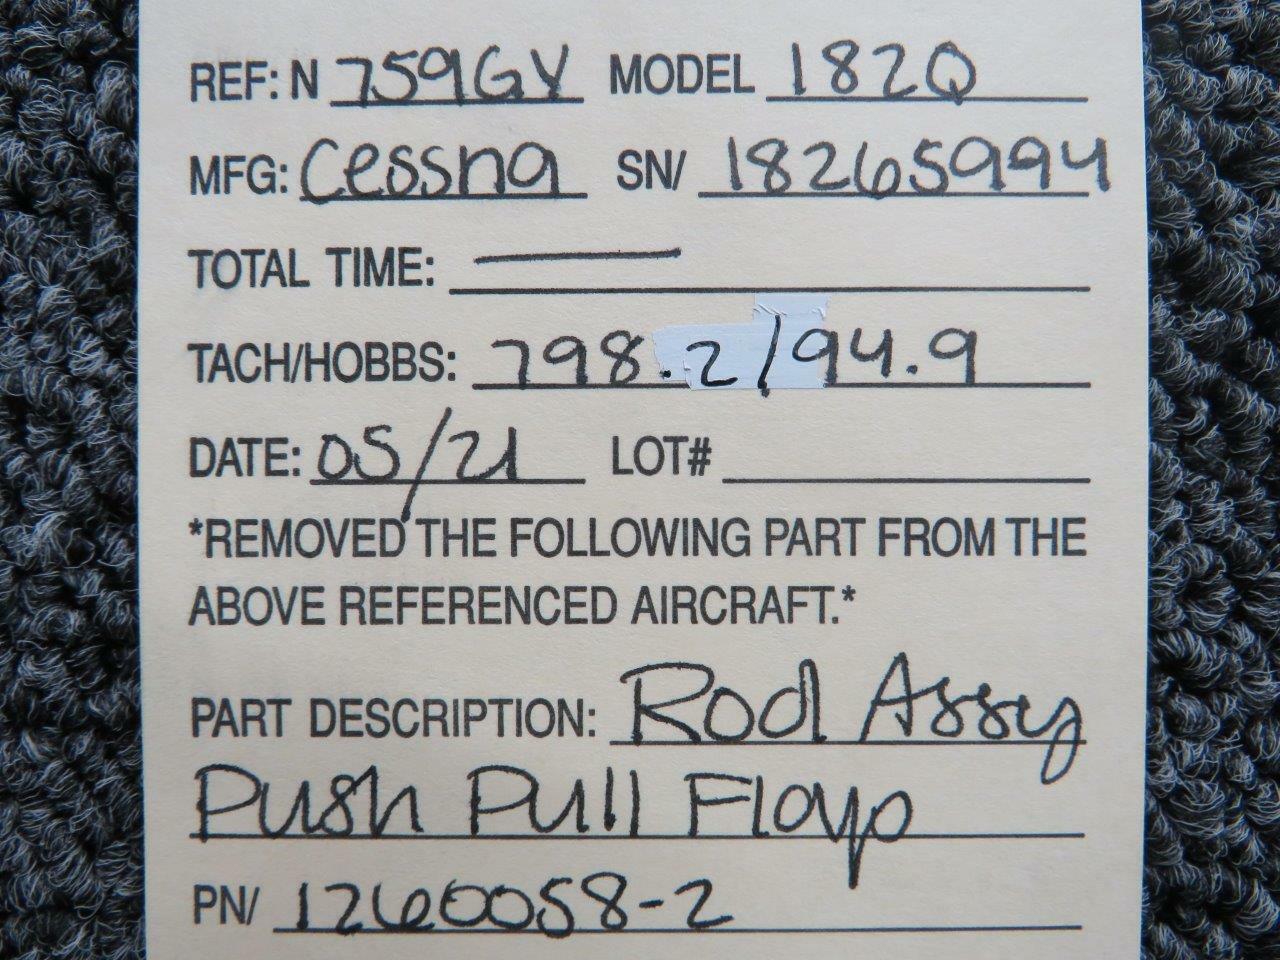 REF: N 759GY MODEL 182Q
MFG: Cessna SN/ 18265994
TOTAL TIME: —
TACH/HOBBS: 798.2/94.9
DATE: 05/21 LOT#
*REMOVED THE FOLLOWING PART FROM THE
ABOVE REFERENCED AIRCRAFT.*
PART DESCRIPTION: Rod Assy
Push Pull Flap
PN/ 1260058-2